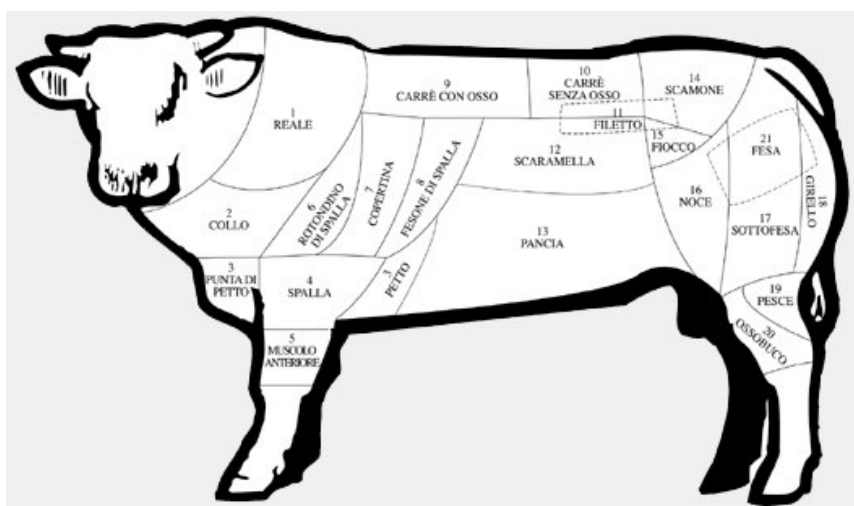 1
REALE
2
COLLO
3
PUNTA DI
PETTO
4
SPALLA
5
MUSCOLO
ANTERIORE
6
ROTONDINO
DI SPALLA
7
COPERTINA
8
FESONE DI SPALLA
3
PETTO
9
CARRÈ CON OSSO
10
CARRÈ
SENZA OSSO
11
FILETTO
12
SCARAMELLA
13
PANCIA
14
SCAMONE
15
FIOCCO
16
NOCE
21
FESA
17
SOTTOFESA
18
GIRELLO
19
PESCE
20
OSSOBUCO